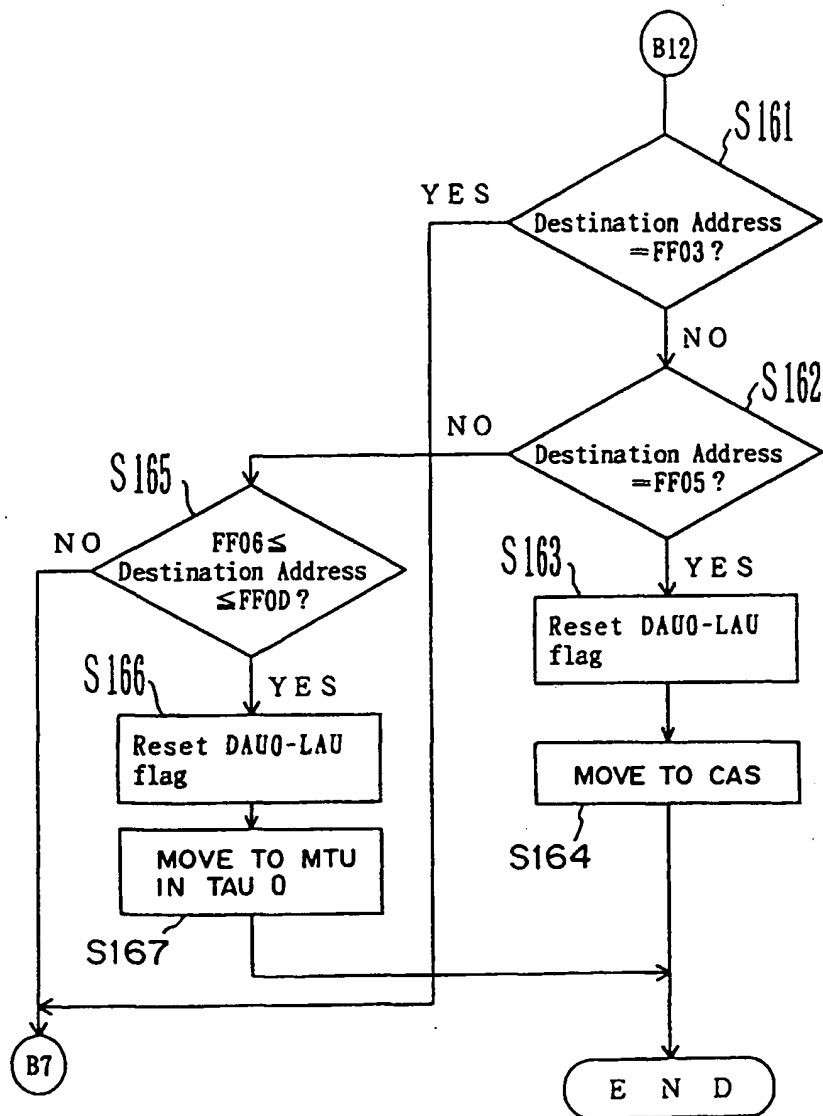 B12
S161
YES
Destination Address
=FF03?
NO
S162
NO
Destination Address
=FF05?
S165
NO
FF06≦
Destination Address
≦FF0D?
S163
YES
Reset DAU0-LAU
flag
S166
YES
Reset DAU0-LAU
flag
MOVE TO CAS
S164
MOVE TO MTU
IN TAU 0
S167
B7
E N D